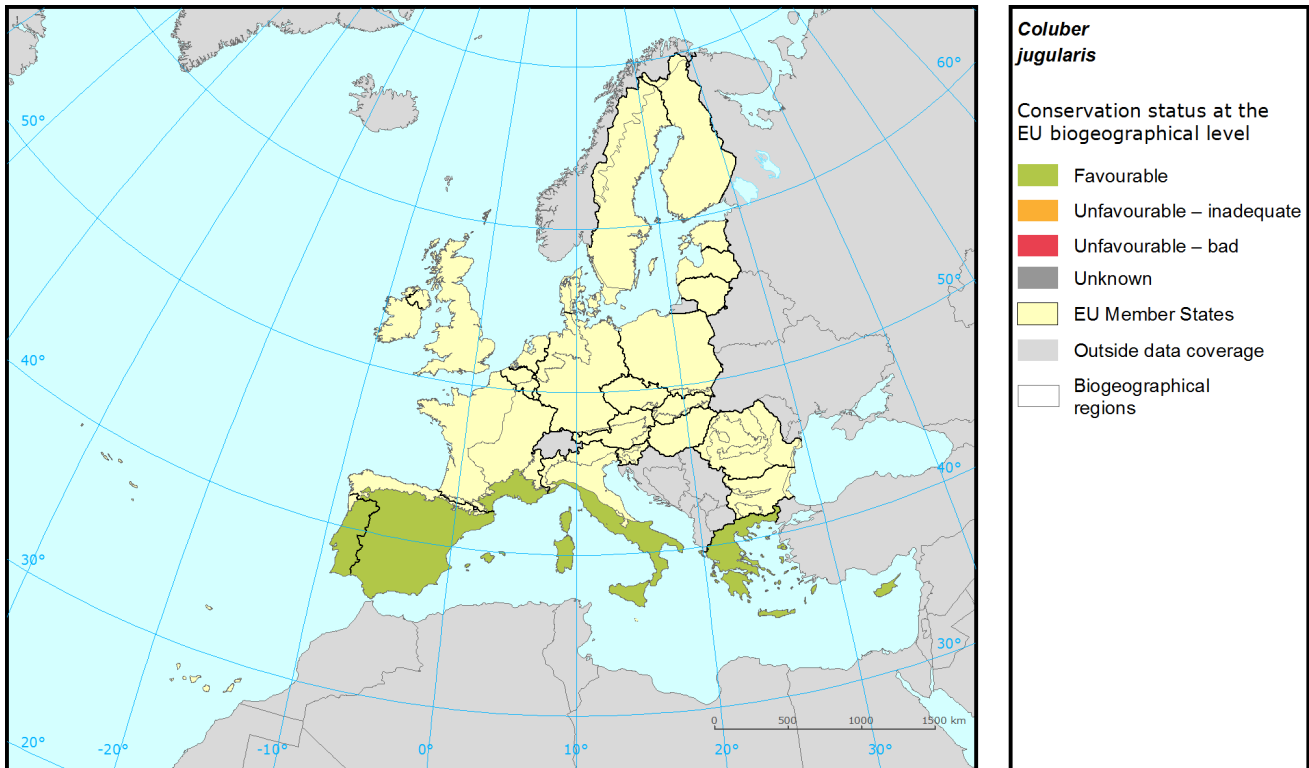 Coluber
jugularis
Conservation status at the
EU biogeographical level
Favourable
Unfavourable – inadequate
Unfavourable – bad
Unknown
EU Member States
Outside data coverage
Biogeographical
regions
60°
50°
50°
40°
40°
30°
30°
0 500 1000 1500 km
20° -20° -10° 0° 10° 20° 30°